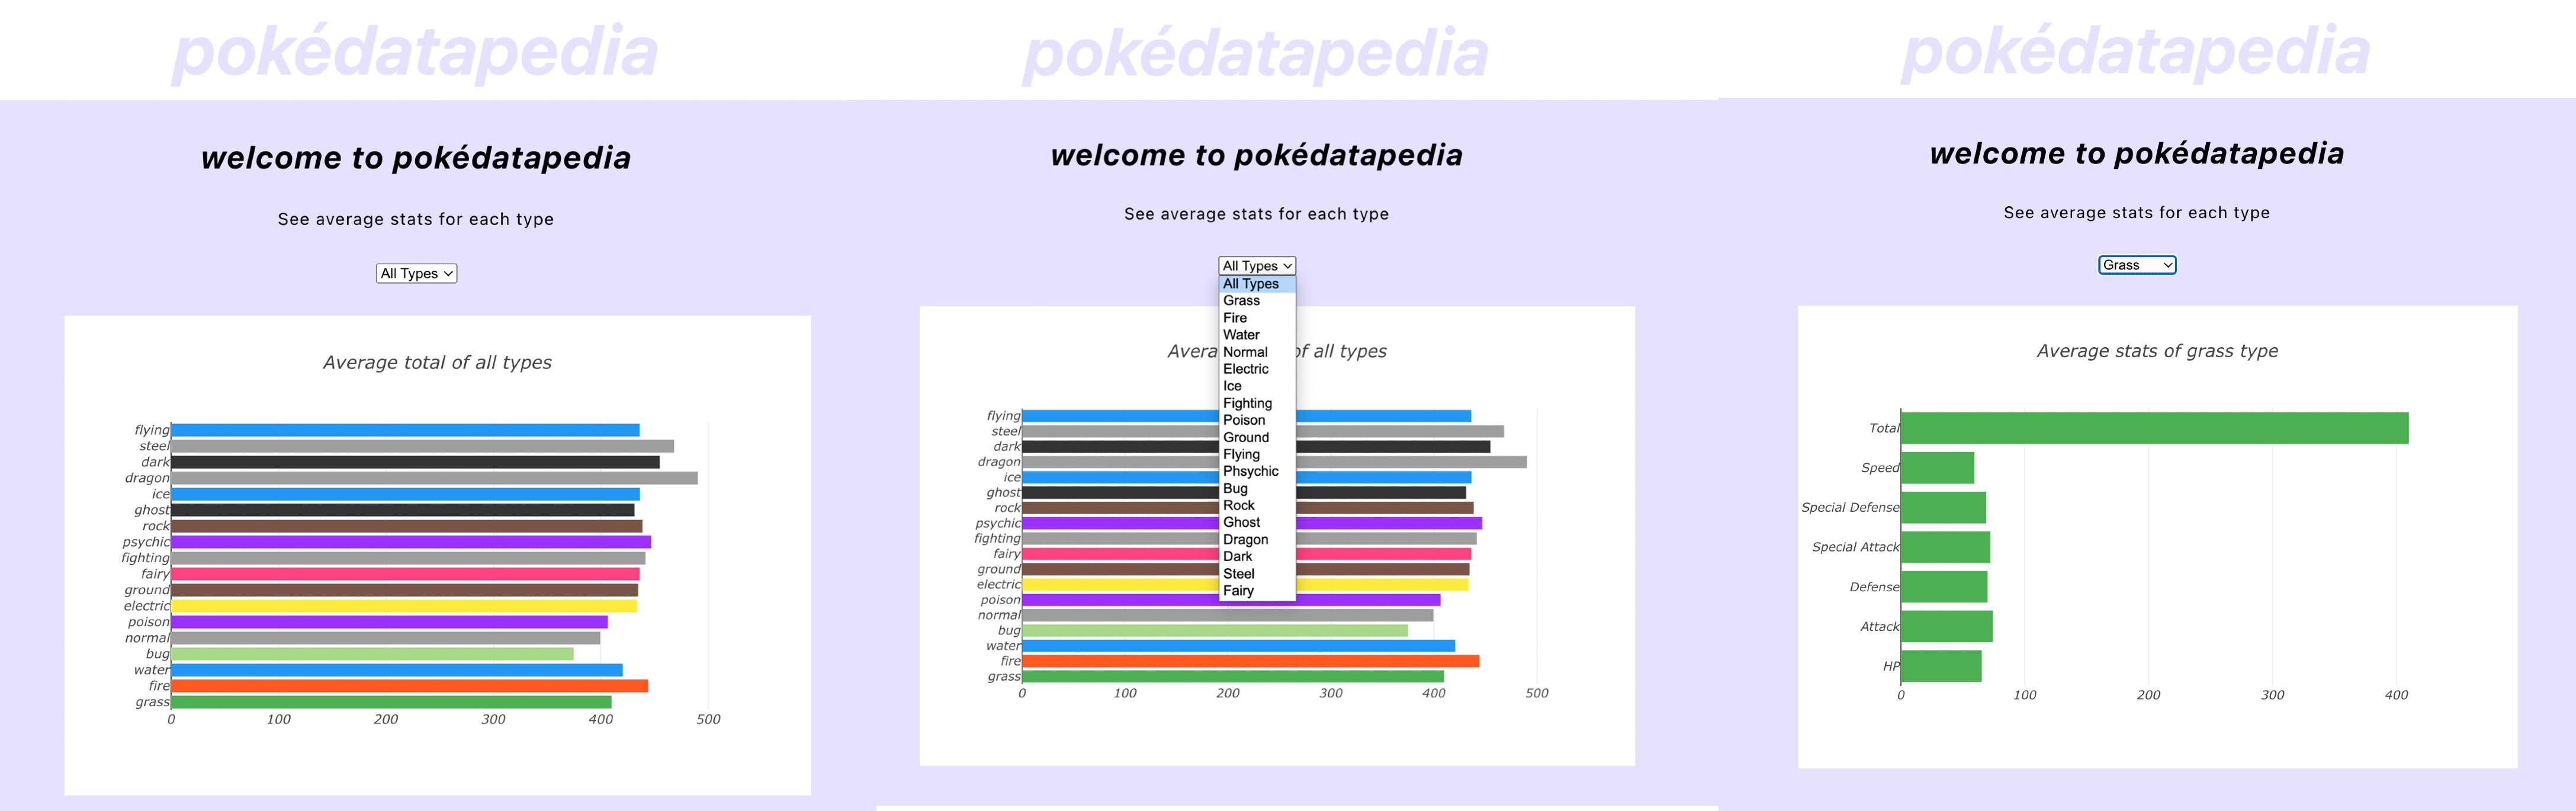 pokédatapedia
welcome to pokédatapedia
See average stats for each type
All Types
Average total of all types
flying
steel
dark
dragon
ice
ghost
rock
psychic
fighting
fairy
ground
electric
poison
normal
bug
water
fire
grass
0 100 200 300 400 500
pokédatapedia
welcome to pokédatapedia
See average stats for each type
All Types
All Types
Grass
Fire
Water
Normal
Electric
Ice
Fighting
Poison
Ground
Flying
Phsychic
Bug
Rock
Ghost
Dragon
Dark
Steel
Fairy
Avera of all types
flying
steel
dark
dragon
ice
ghost
rock
psychic
fighting
fairy
ground
electric
poison
normal
bug
water
fire
grass
0 100 200 300 400 500
pokédatapedia
welcome to pokédatapedia
See average stats for each type
Grass
Average stats of grass type
Total
Speed
Special Defense
Special Attack
Defense
Attack
HP
0 100 200 300 400